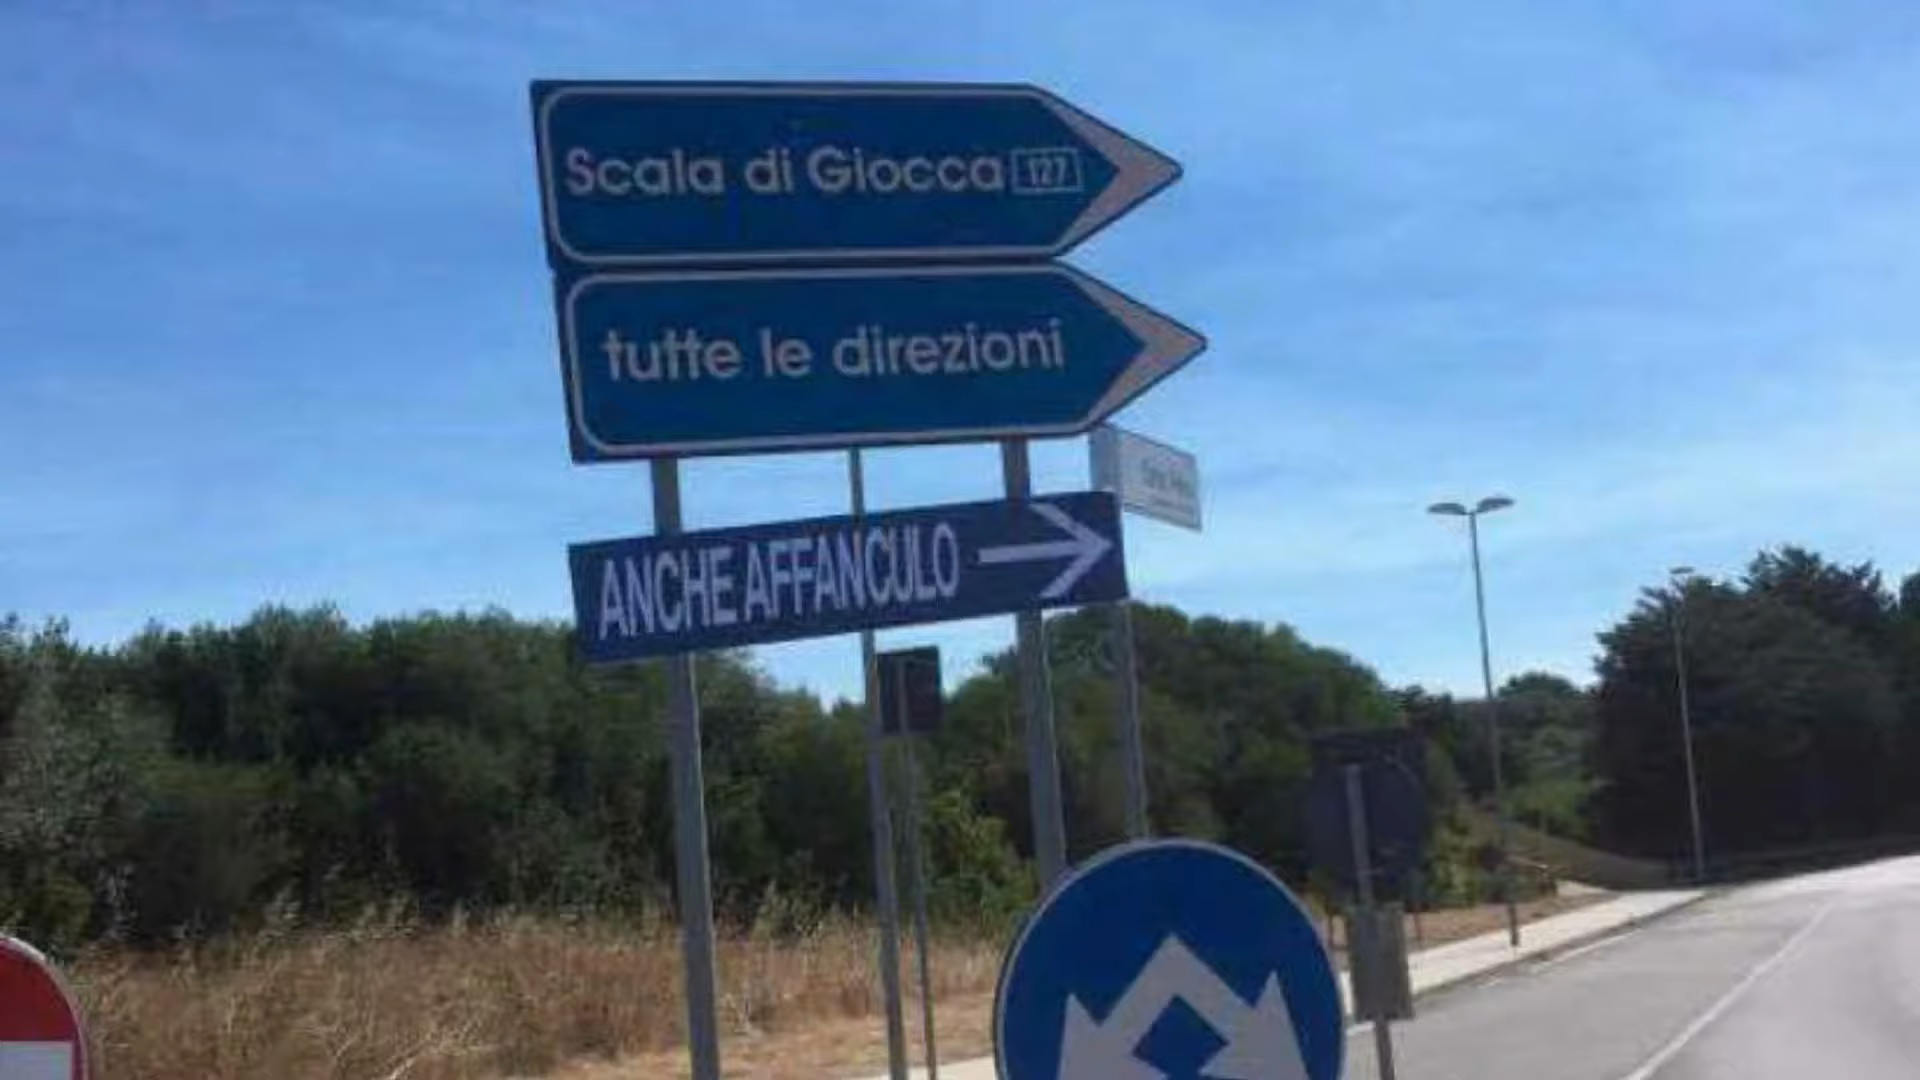 Scala di Giocca 127
tutte le direzioni
ANCHE AFFANCULO